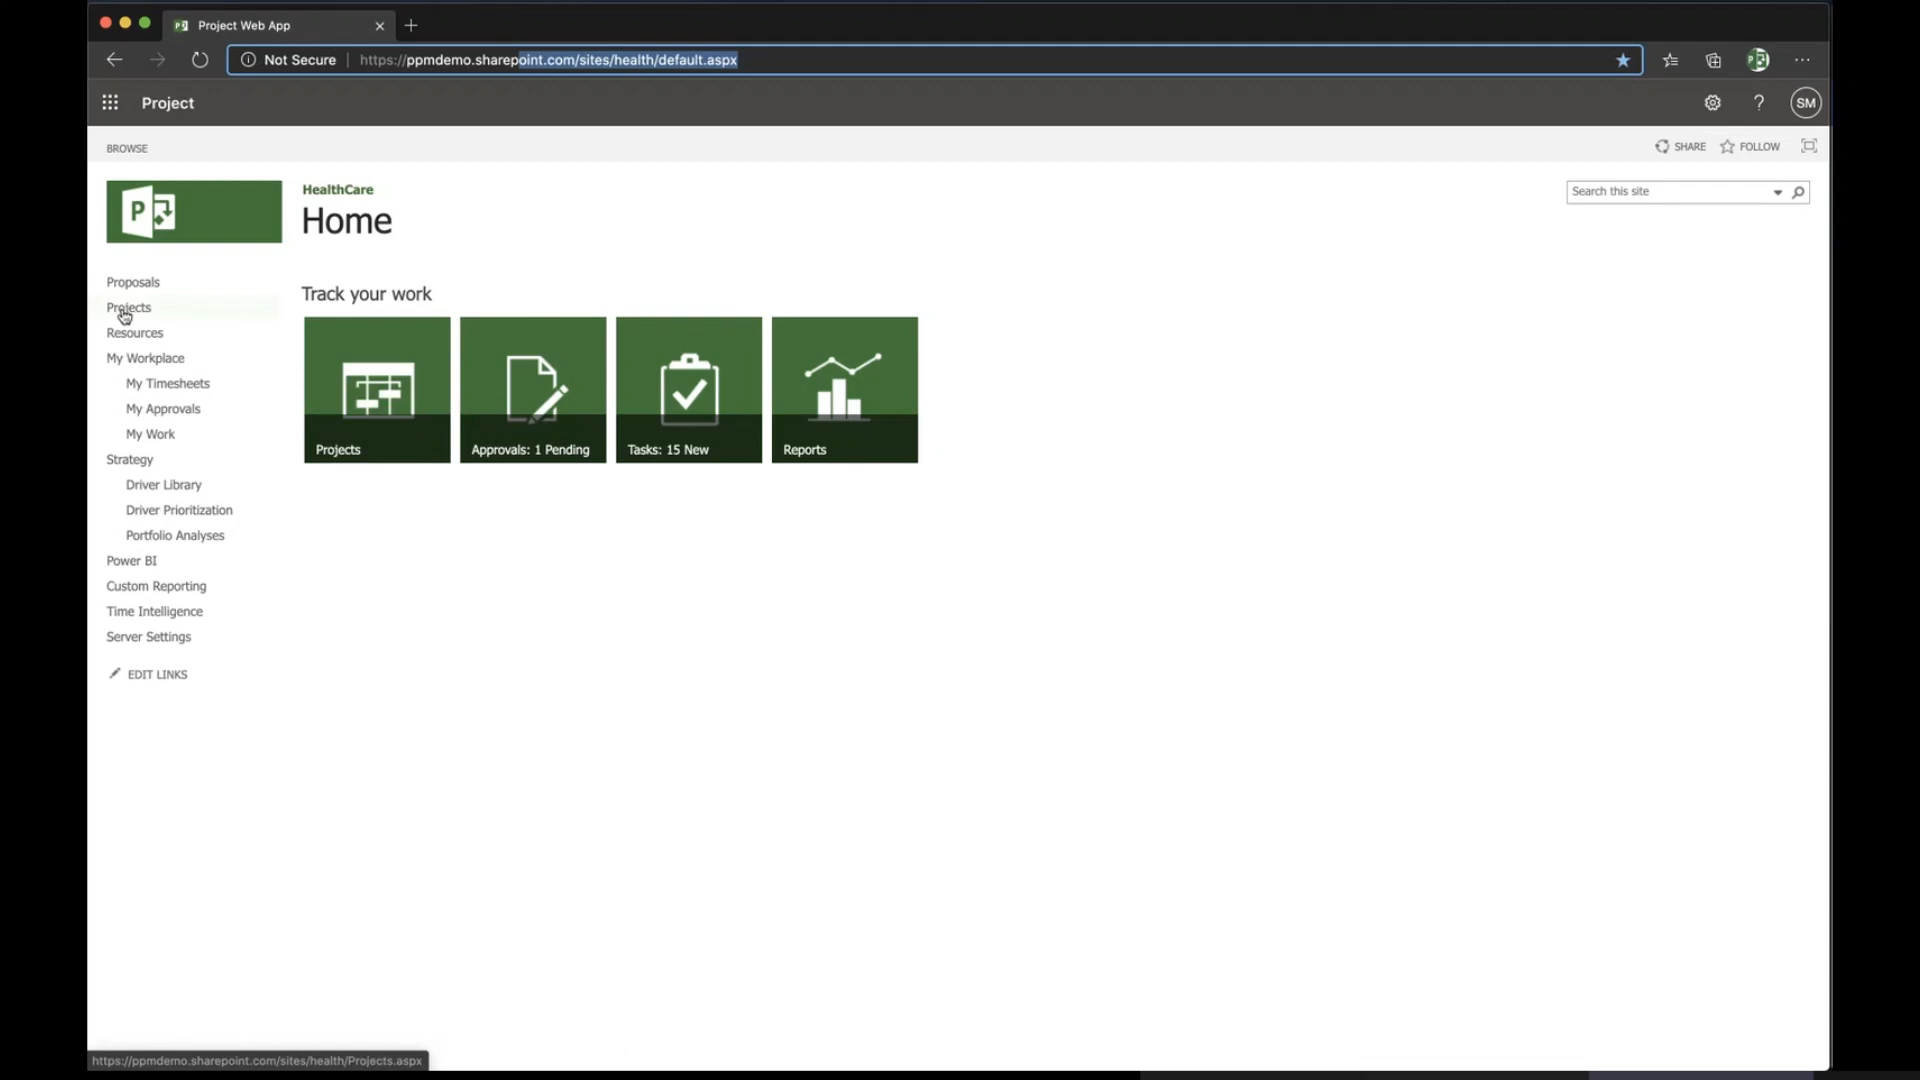 Project Web App
Not Secure | https://ppmdemo.sharepoint.com/sites/health/default.aspx
Project
?
SM
BROWSE
SHARE
FOLLOW
P
HealthCare
Home
Search this site
Proposals
Projects
Resources
My Workplace
My Timesheets
My Approvals
My Work
Strategy
Driver Library
Driver Prioritization
Portfolio Analyses
Power BI
Custom Reporting
Time Intelligence
Server Settings
EDIT LINKS
Track your work
Projects
Approvals: 1 Pending
Tasks: 15 New
Reports
https://ppmdemo.sharepoint.com/sites/health/Projects.aspx